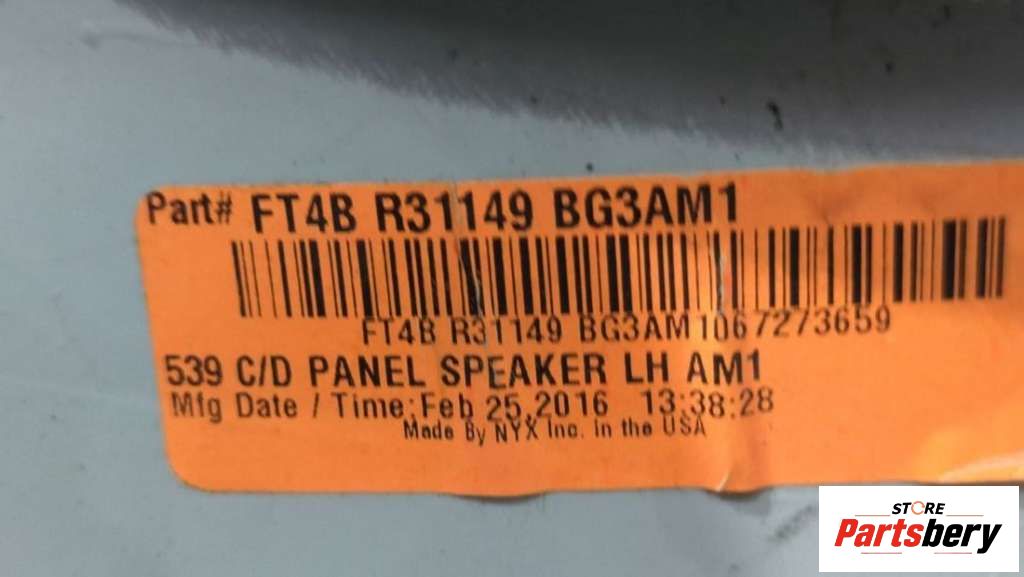 Part# FT4B R31149 BG3AM1
FT4B R31149 BG3AM1067273659
539 C/D PANEL SPEAKER LH AM1
Mfg Date / Time:Feb 25,2016 13:38:28
Made By NYX Inc. in the USA
STORE
Partsbery